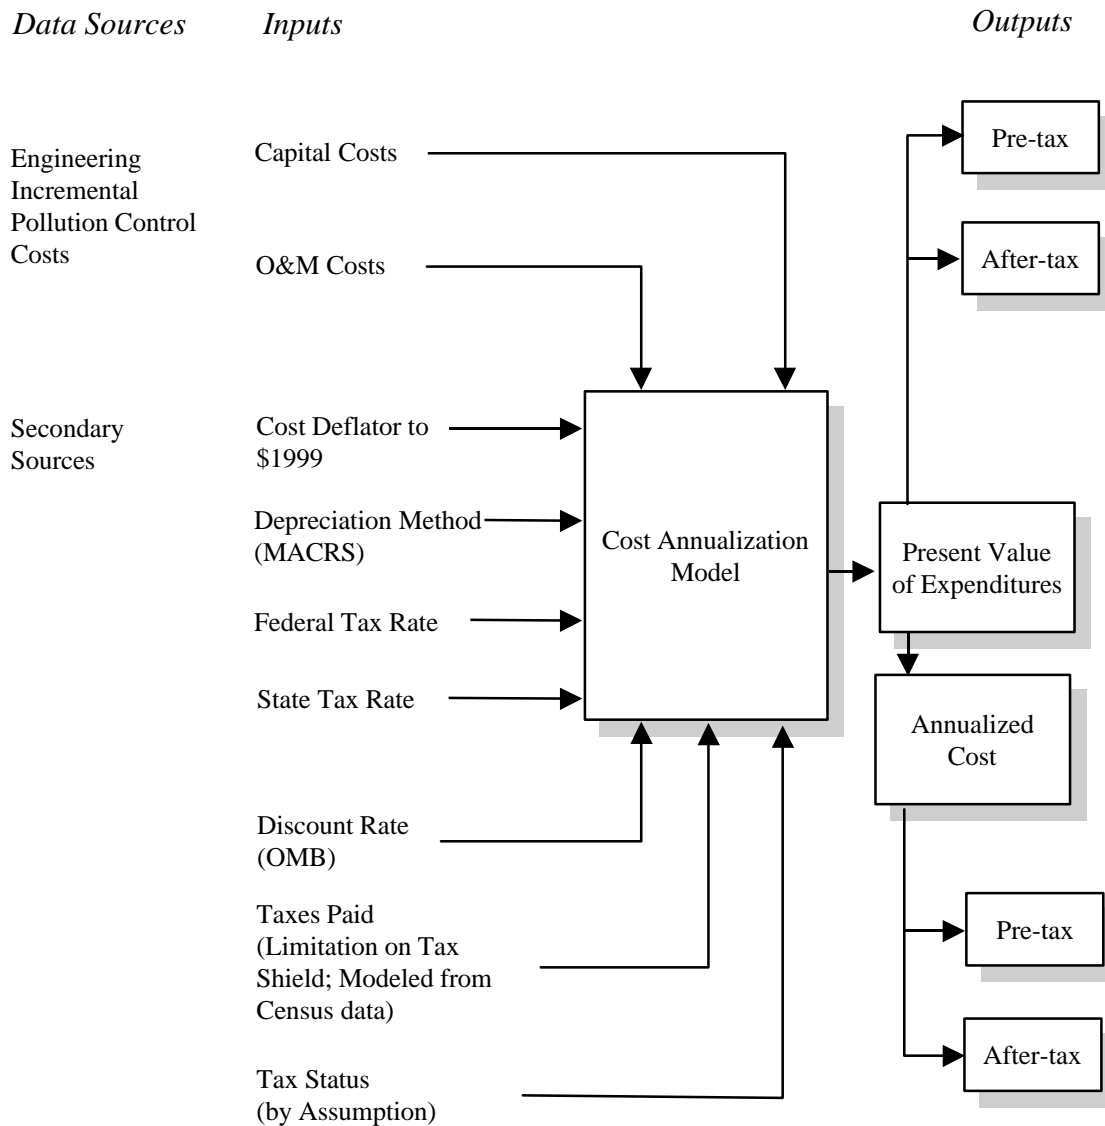 Data Sources
Inputs
Outputs
Engineering
Incremental
Pollution Control
Costs
Capital Costs
O&M Costs
Pre-tax
After-tax
Secondary
Sources
Cost Deflator to
$1999
Depreciation Method
(MACRS)
Federal Tax Rate
State Tax Rate
Cost Annualization
Model
Present Value
of Expenditures
Annualized
Cost
Discount Rate
(OMB)
Taxes Paid
(Limitation on Tax
Shield; Modeled from
Census data)
Tax Status
(by Assumption)
Pre-tax
After-tax